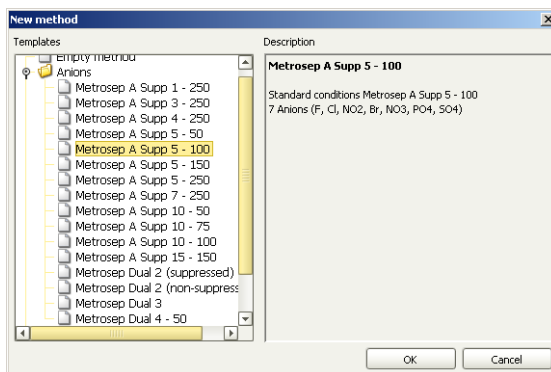 New method
Templates
Empty method
Anions
Metrosep A Supp 1 - 250
Metrosep A Supp 3 - 250
Metrosep A Supp 4 - 250
Metrosep A Supp 5 - 50
Metrosep A Supp 5 - 100
Metrosep A Supp 5 - 150
Metrosep A Supp 5 - 250
Metrosep A Supp 7 - 250
Metrosep A Supp 10 - 50
Metrosep A Supp 10 - 75
Metrosep A Supp 10 - 100
Metrosep A Supp 15 - 150
Metrosep Dual 2 (suppressed)
Metrosep Dual 2 (non-suppress
Metrosep Dual 3
Metrosep Dual 4 - 50
Description
Metrosep A Supp 5 - 100
Standard conditions Metrosep A Supp 5 - 100
7 Anions (F, Cl, NO2, Br, NO3, PO4, SO4)
OK
Cancel